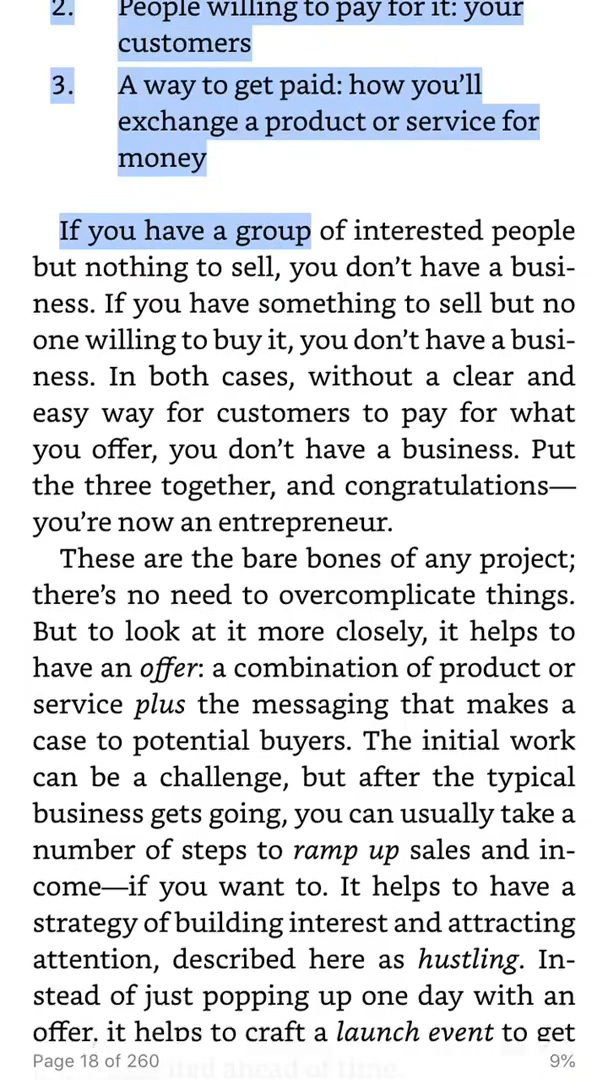 2. People willing to pay for it: your
customers
3. A way to get paid: how you'll
exchange a product or service for
money
If you have a group of interested people
but nothing to sell, you don't have a busi-
ness. If you have something to sell but no
one willing to buy it, you don't have a busi-
ness. In both cases, without a clear and
easy way for customers to pay for what
you offer, you don't have a business. Put
the three together, and congratulations—
you're now an entrepreneur.
These are the bare bones of any project;
there's no need to overcomplicate things.
But to look at it more closely, it helps to
have an offer: a combination of product or
service plus the messaging that makes a
case to potential buyers. The initial work
can be a challenge, but after the typical
business gets going, you can usually take a
number of steps to ramp up sales and in-
come—if you want to. It helps to have a
strategy of building interest and attracting
attention, described here as hustling. In-
stead of just popping up one day with an
offer, it helps to craft a launch event to get
Page 18 of 260 9%
ahead of time.